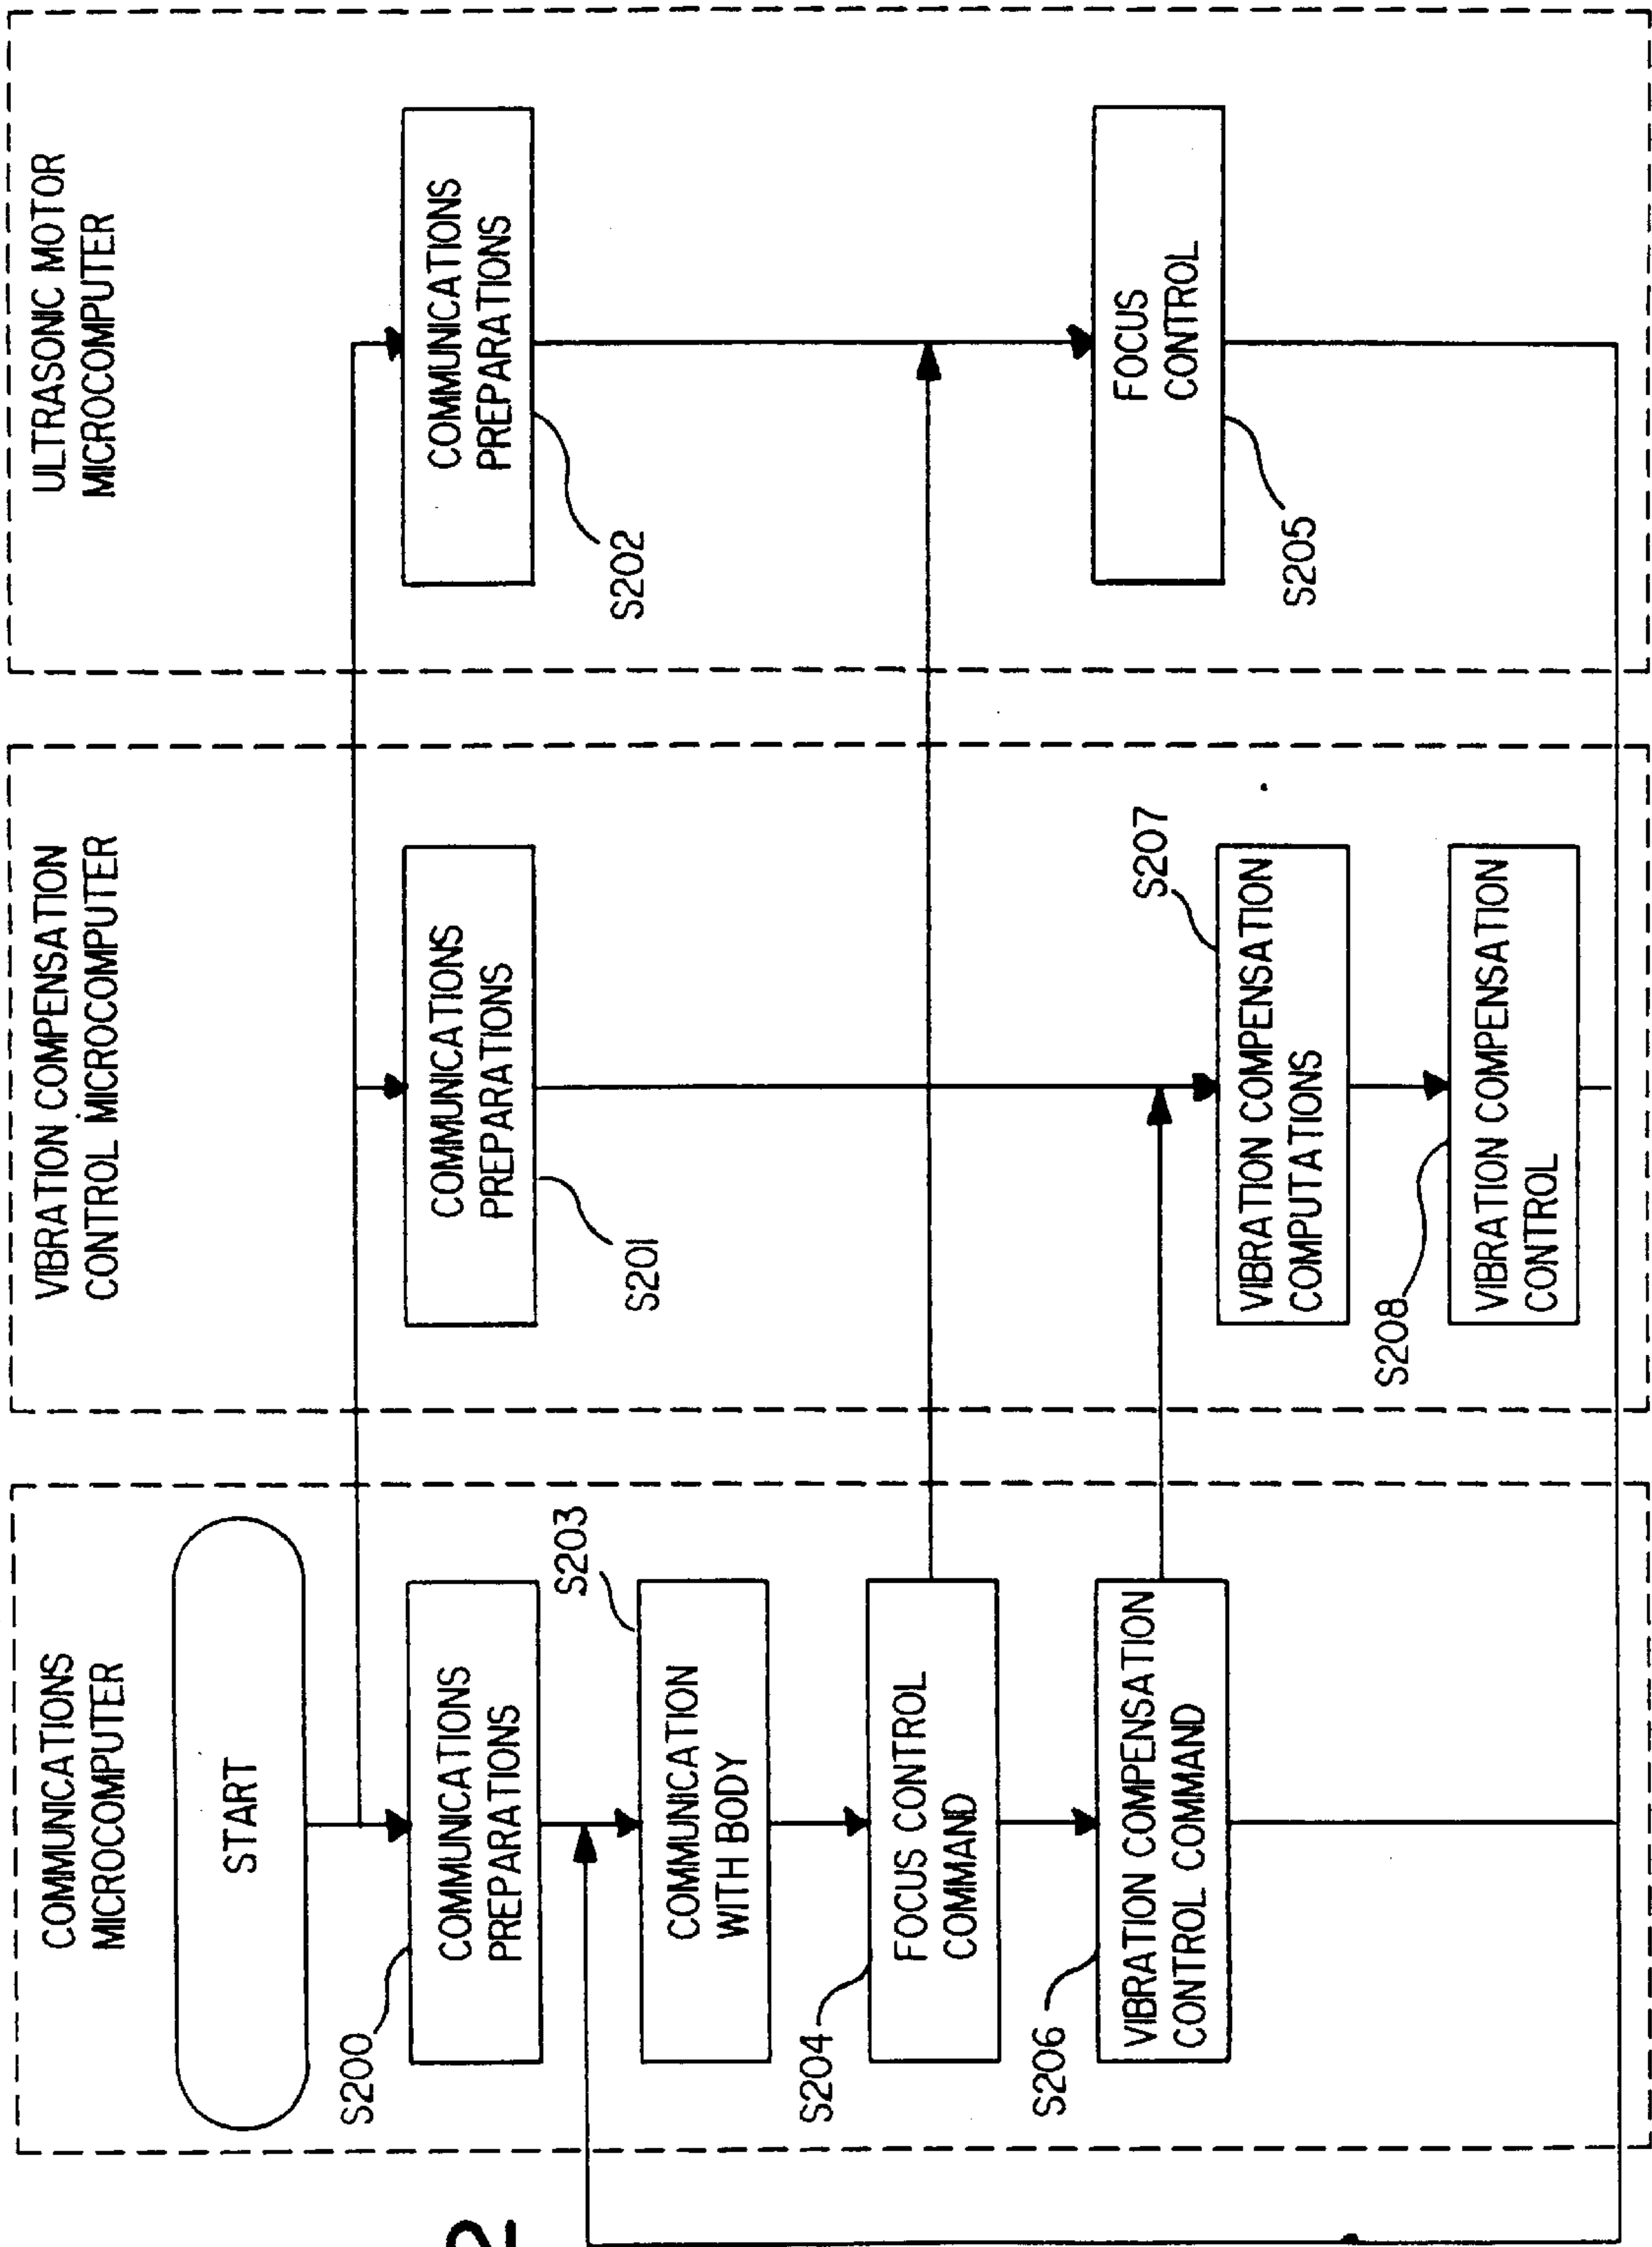 COMMUNICATIONS
MICROCOMPUTER
START
S200
COMMUNICATIONS
PREPARATIONS
S203
COMMUNICATION
WITH BODY
S204
FOCUS CONTROL
COMMAND
S206
VIBRATION COMPENSATION
CONTROL COMMAND
VIBRATION COMPENSATION
CONTROL MICROCOMPUTER
COMMUNICATIONS
PREPARATIONS
S201
S207
VIBRATION COMPENSATION
COMPUTATIONS
S208
VIBRATION COMPENSATION
CONTROL
ULTRASONIC MOTOR
MICROCOMPUTER
COMMUNICATIONS
PREPARATIONS
S202
FOCUS
CONTROL
S205
2